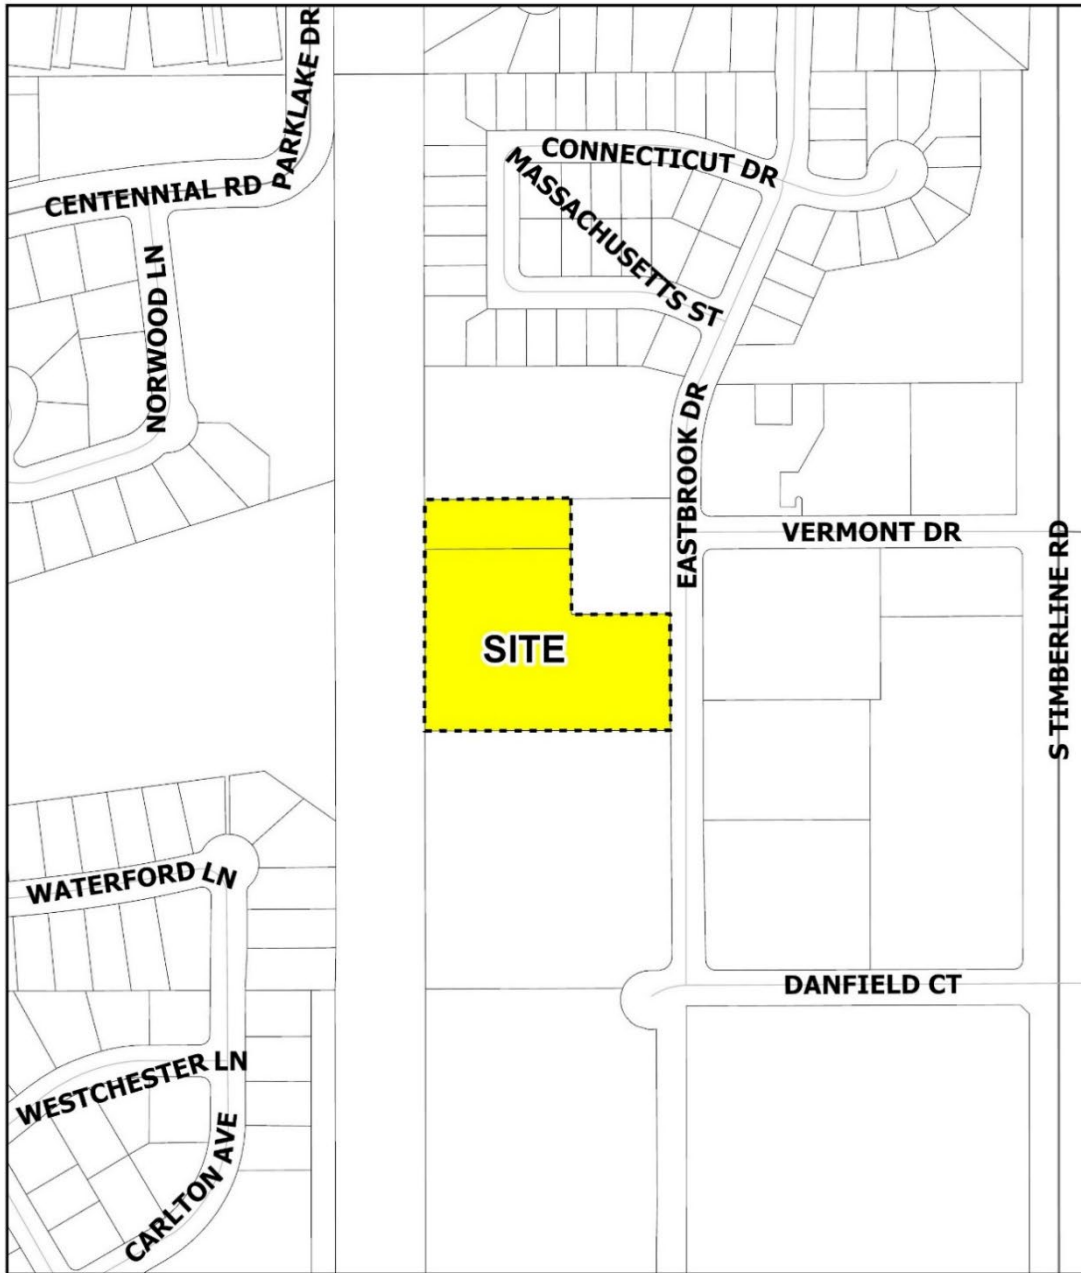 PARKLAKE DR
CENTENNIAL RD
NORWOOD LN
CONNECTICUT DR
MASSACHUSETTS ST
EASTBROOK DR
VERMONT DR
S TIMBERLINE RD
SITE
WATERFORD LN
DANFIELD CT
WESTCHESTER LN
CARLTON AVE